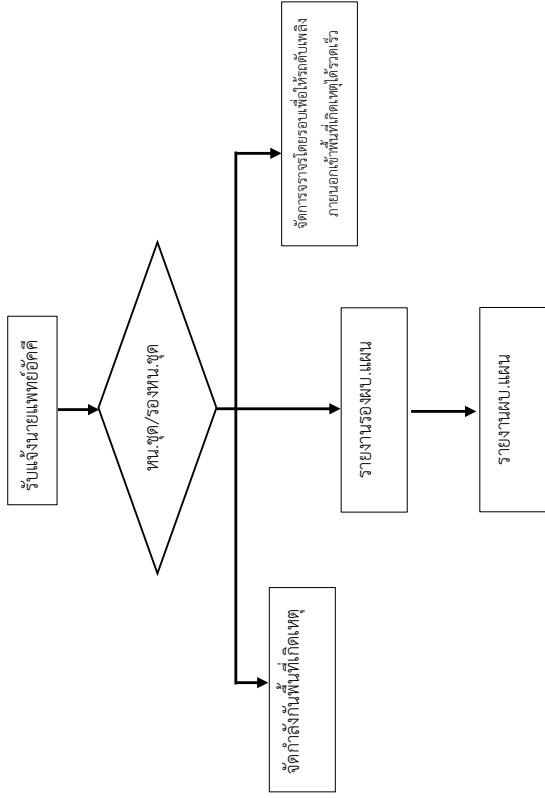 รับแจ้งนายแพทย์อัคคี
หน.ชุด/รองหน.ชุด
จัดกำลังกันพื้นที่เกิดเหตุ
รายงานรองผบ.แผน
รายงานผบ.แผน
จัดการจราจรโดยรอบเพื่อให้รถดับเพลิง
ภายนอกเข้าพื้นที่เกิดเหตุได้รวดเร็ว